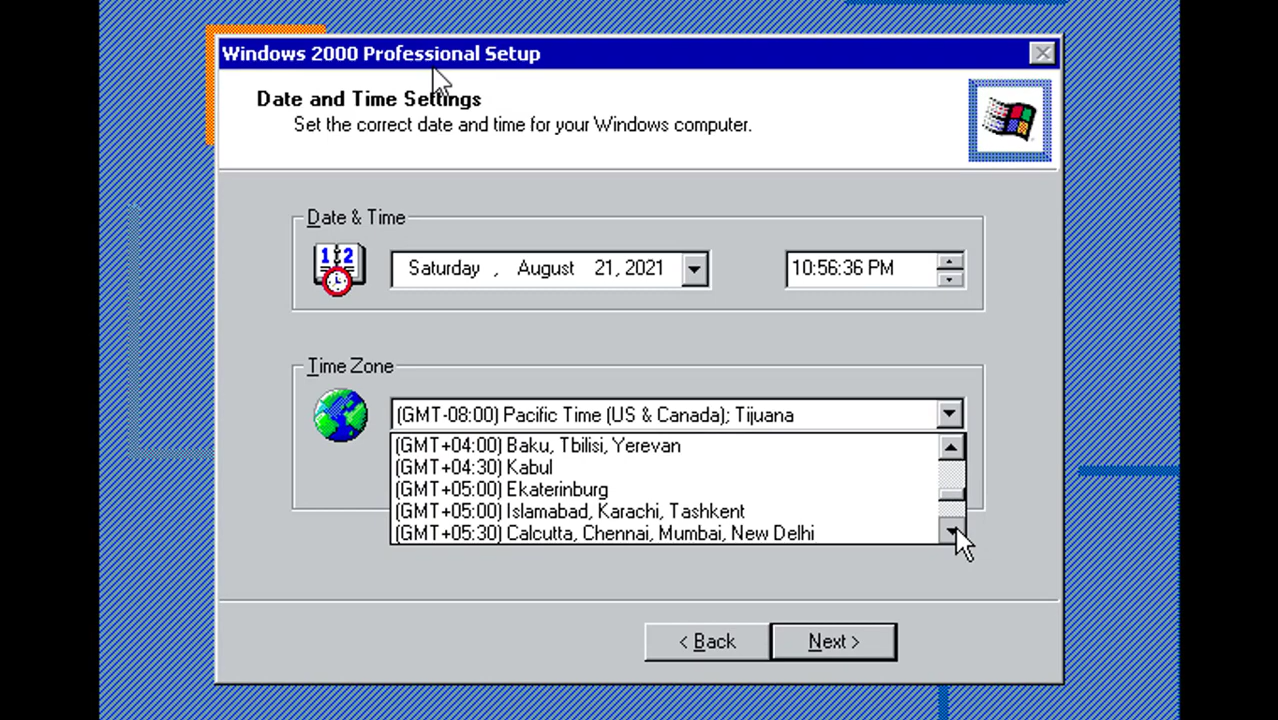 Windows 2000 Professional Setup
Date and Time Settings
Set the correct date and time for your Windows computer.
Date & Time
12
Saturday , August 21, 2021
10:56:36 PM
Time Zone
(GMT-08:00) Pacific Time (US & Canada); Tijuana
(GMT+04:00) Baku, Tbilisi, Yerevan
(GMT+04:30) Kabul
(GMT+05:00) Ekaterinburg
(GMT+05:00) Islamabad, Karachi, Tashkent
(GMT+05:30) Calcutta, Chennai, Mumbai, New Delhi
< Back
Next >